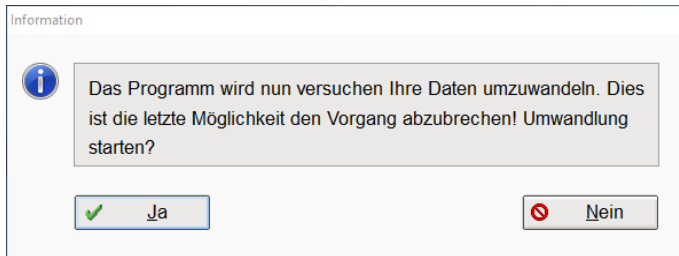 Information
Das Programm wird nun versuchen Ihre Daten umzuwandeln. Dies
ist die letzte Möglichkeit den Vorgang abzubrechen! Umwandlung
starten?
Ja
Nein